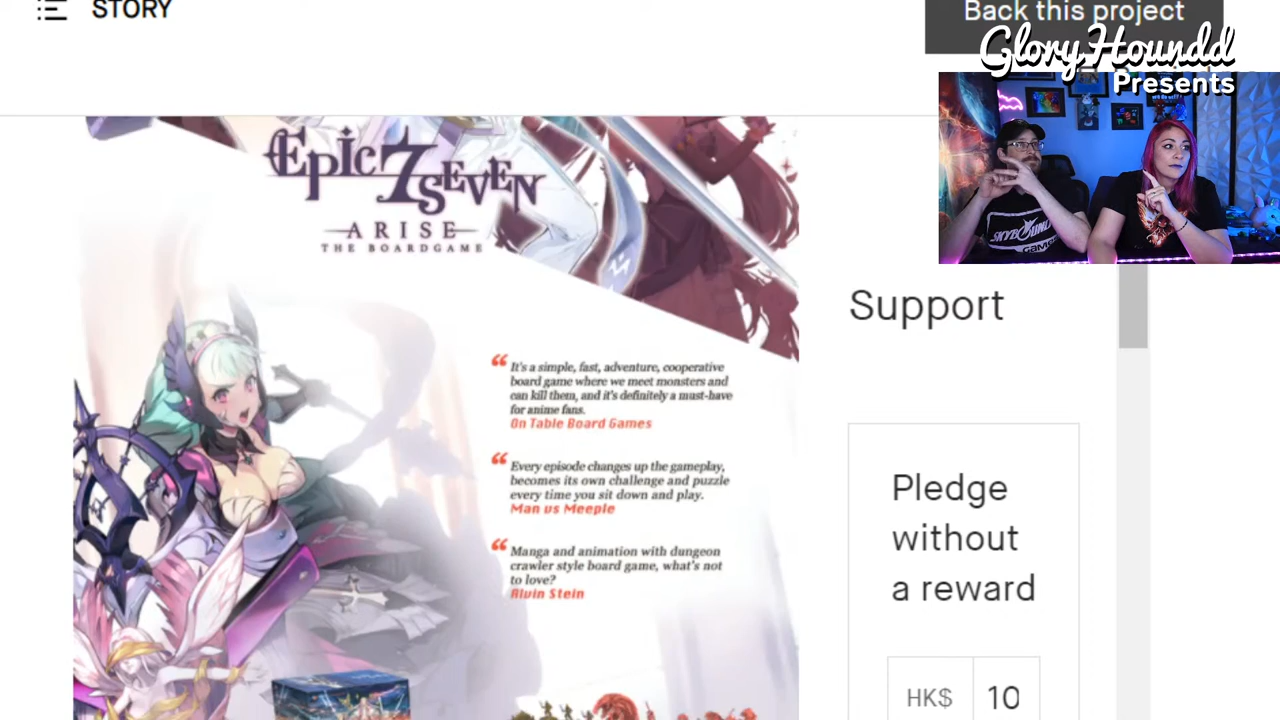 STORY
Back this project
GloryHoundd
Presents
EPIC 7 SEVEN
ARISE
THE BOARDGAME
SKYBOUND
GAMES
Support
“It's a simple, fast, adventure, cooperative
board game where we meet monsters and
can kill them, and it's definitely a must-have
for anime fans.
On Table Board Games
“Every episode changes up the gameplay,
becomes its own challenge and puzzle
every time you sit down and play.
Man vs Meeple
“Manga and animation with dungeon
crawler style board game, what's not
to love?
Alvin Stein
Pledge
without
a reward
HK$ 10